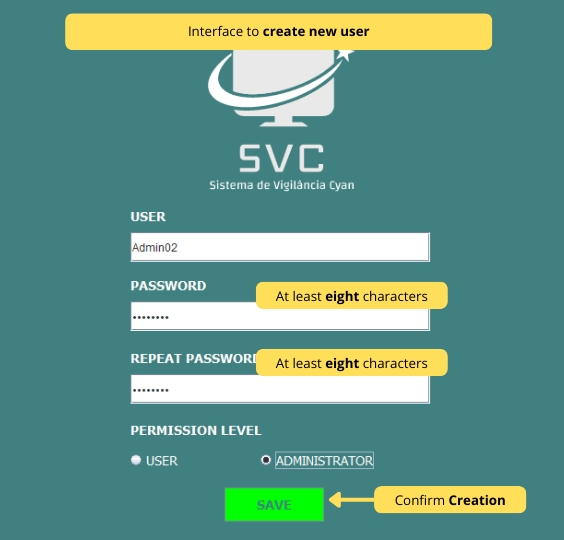 Interface to create new user
SVC
Sistema de Vigilância Cyan
USER
Admin02
PASSWORD
At least eight characters
••••••••
REPEAT PASSWORD
At least eight characters
••••••••
PERMISSION LEVEL
USER ADMINISTRATOR
SAVE
Confirm Creation